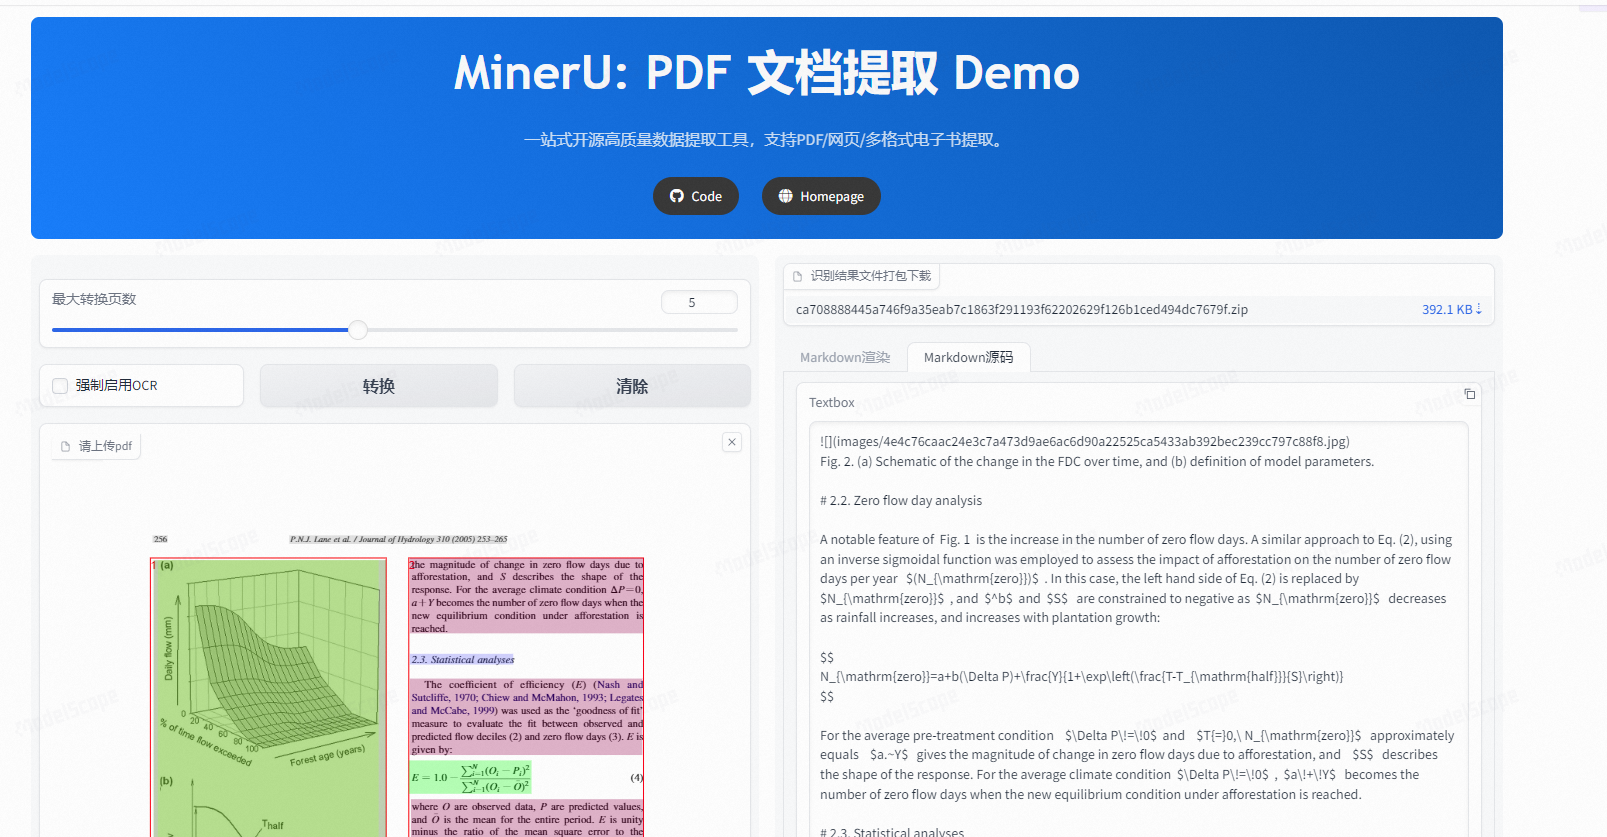 MinerU: PDF 文档提取 Demo
一站式开源高质量数据提取工具，支持PDF/网页/多格式电子书提取。
Code
Homepage
最大转换页数
5
强制启用OCR
转换
清除
请上传pdf
256
P.N.J. Lane et al. / Journal of Hydrology 310 (2005) 253–265
1 (a)
Daily flow (mm)
0
20
40
60
80
100
% of time flow exceeded
Forest age (years)
(b)
Thalf
2
the magnitude of change in zero flow days due to
afforestation, and S describes the shape of the
response. For the average climate condition ΔP=0,
a+Y becomes the number of zero flow days when the
new equilibrium condition under afforestation is
reached.
2.3. Statistical analyses
The coefficient of efficiency (E) (Nash and
Sutcliffe, 1970; Chiew and McMahon, 1993; Legates
and McCabe, 1999) was used as the 'goodness of fit'
measure to evaluate the fit between observed and
predicted flow deciles (2) and zero flow days (3). E is
given by:
E = 1.0 − \frac{\sum_{i=1}^{N}(O_i − P_i)^2}{\sum_{i=1}^{N}(O_i − \bar{O})^2} (4)
where O are observed data, P are predicted values,
and Ō is the mean for the entire period. E is unity
minus the ratio of the mean square error to the
识别结果文件打包下载
ca708888445a746f9a35eab7c1863f291193f62202629f126b1ced494dc7679f.zip
392.1 KB ⇣
Markdown渲染
Markdown源码
Textbox
![](images/4e4c76caac24e3c7a473d9ae6ac6d90a22525ca5433ab392bec239cc797c88f8.jpg)
Fig. 2. (a) Schematic of the change in the FDC over time, and (b) definition of model parameters.
# 2.2. Zero flow day analysis
A notable feature of Fig. 1 is the increase in the number of zero flow days. A similar approach to Eq. (2), using
an inverse sigmoidal function was employed to assess the impact of afforestation on the number of zero flow
days per year $(N_{\mathrm{zero}})$ . In this case, the left hand side of Eq. (2) is replaced by
$N_{\mathrm{zero}}$ , and $^b$ and $S$ are constrained to negative as $N_{\mathrm{zero}}$ decreases
as rainfall increases, and increases with plantation growth:
$$
N_{\mathrm{zero}}=a+b(\Delta P)+\frac{Y}{1+\exp\left(\frac{T-T_{\mathrm{half}}}{S}\right)}
$$
For the average pre-treatment condition $\Delta P\!=\!0$ and $T{=}0,\ N_{\mathrm{zero}}$ approximately
equals $a.~Y$ gives the magnitude of change in zero flow days due to afforestation, and $S$ describes
the shape of the response. For the average climate condition $\Delta P\!=\!0$ , $a\!+\!Y$ becomes the
number of zero flow days when the new equilibrium condition under afforestation is reached.
# 2.3. Statistical analyses
ModelScope